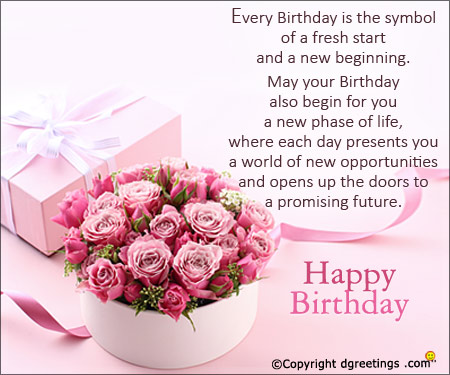 Every Birthday is the symbol
of a fresh start
and a new beginning.
May your Birthday
also begin for you
a new phase of life,
where each day presents you
a world of new opportunities
and opens up the doors to
a promising future.
Happy
Birthday
©Copyright dgreetings .com